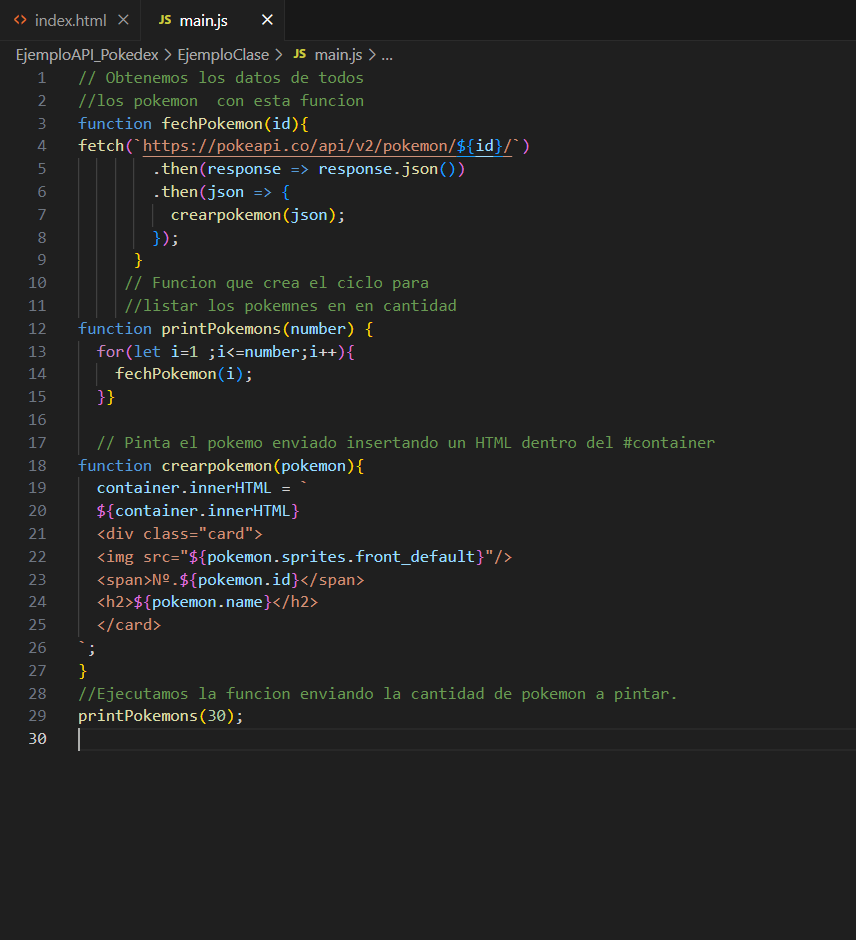 <> index.html ×
JS main.js ×
EjemploAPI_Pokedex > EjemploClase > JS main.js > ...
1 // Obtenemos los datos de todos
2 //los pokemon  con esta funcion
3 function fechPokemon(id){
4 fetch(`https://pokeapi.co/api/v2/pokemon/${id}/`)
5         .then(response => response.json())
6         .then(json => {
7           crearpokemon(json);
8         });
9       }
10      // Funcion que crea el ciclo para
11      //listar los pokemnes en en cantidad
12 function printPokemons(number) {
13   for(let i=1 ;i<=number;i++){
14     fechPokemon(i);
15   }}
16
17   // Pinta el pokemo enviado insertando un HTML dentro del #container
18 function crearpokemon(pokemon){
19   container.innerHTML = `
20   ${container.innerHTML}
21   <div class="card">
22   <img src="${pokemon.sprites.front_default}"/>
23   <span>Nº.${pokemon.id}</span>
24   <h2>${pokemon.name}</h2>
25   </card>
26 `;
27 }
28 //Ejecutamos la funcion enviando la cantidad de pokemon a pintar.
29 printPokemons(30);
30